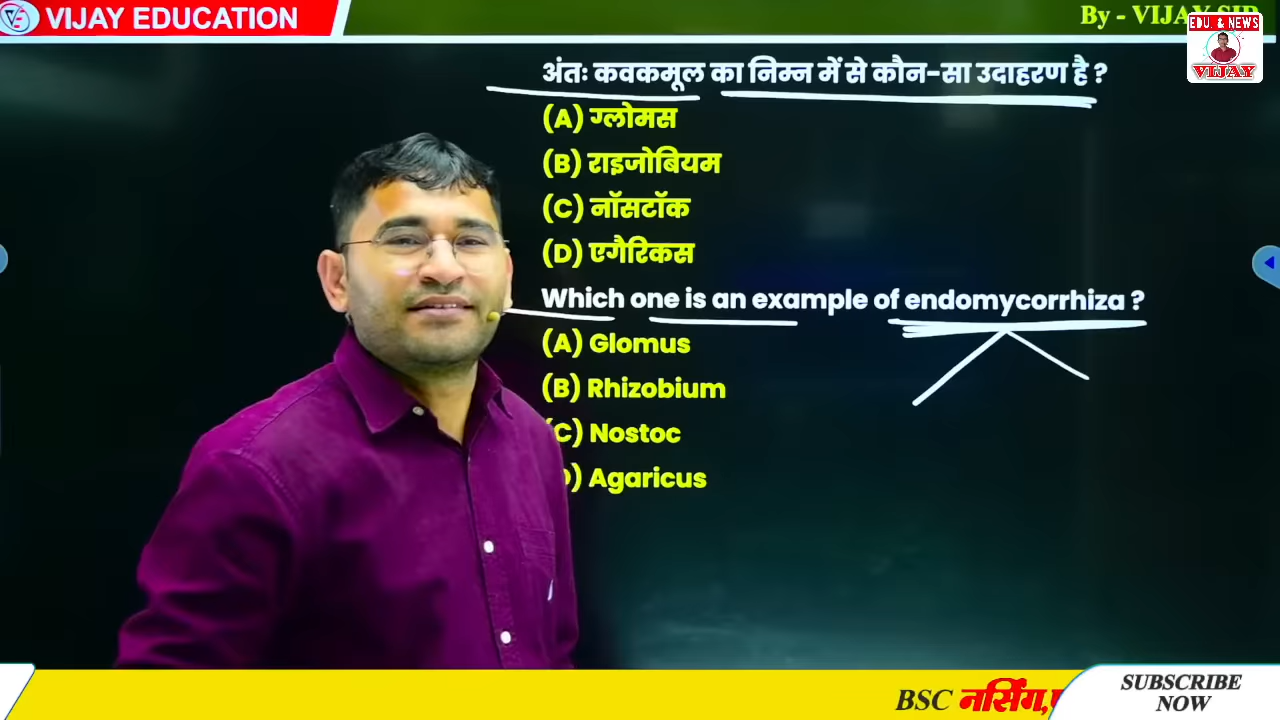 VIJAY EDUCATION
By - VIJAY SIR
EDU. & NEWS
VIJAY
अंतः कवकमूल का निम्न में से कौन-सा उदाहरण है ?
(A) ग्लोमस
(B) राइजोबियम
(C) नॉसटॉक
(D) एगैरिकस
Which one is an example of endomycorrhiza ?
(A) Glomus
(B) Rhizobium
(C) Nostoc
(D) Agaricus
BSC नर्सिंग,
SUBSCRIBE
NOW